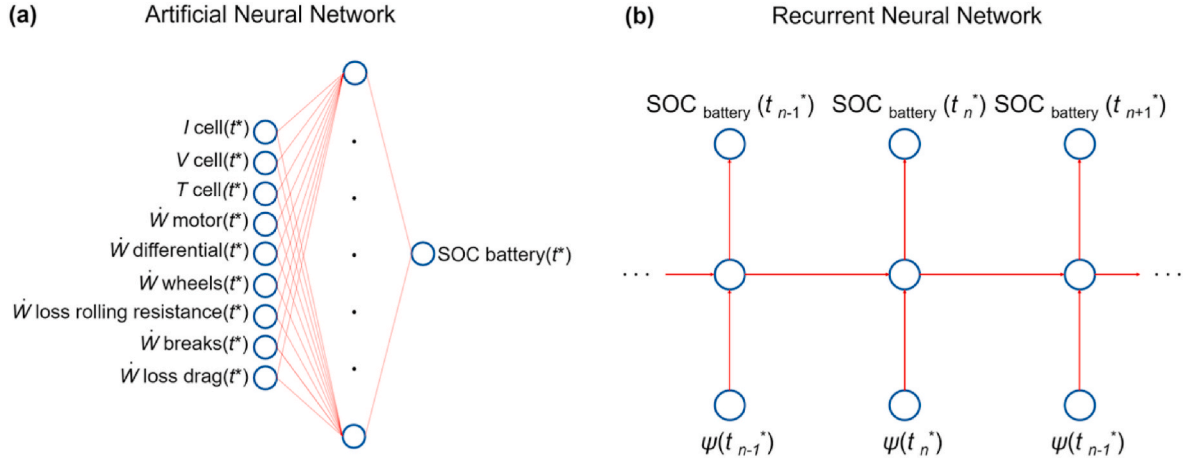 (a) Artificial Neural Network
I cell(t*)
V cell(t*)
T cell(t*)
Ẇ motor(t*)
Ẇ differential(t*)
Ẇ wheels(t*)
Ẇ loss rolling resistance(t*)
Ẇ breaks(t*)
Ẇ loss drag(t*)
SOC battery(t*)
(b) Recurrent Neural Network
SOC battery (t n-1*) SOC battery (t n*) SOC battery (t n+1*)
... ...
ψ(t n-1*) ψ(t n*) ψ(t n-1*)